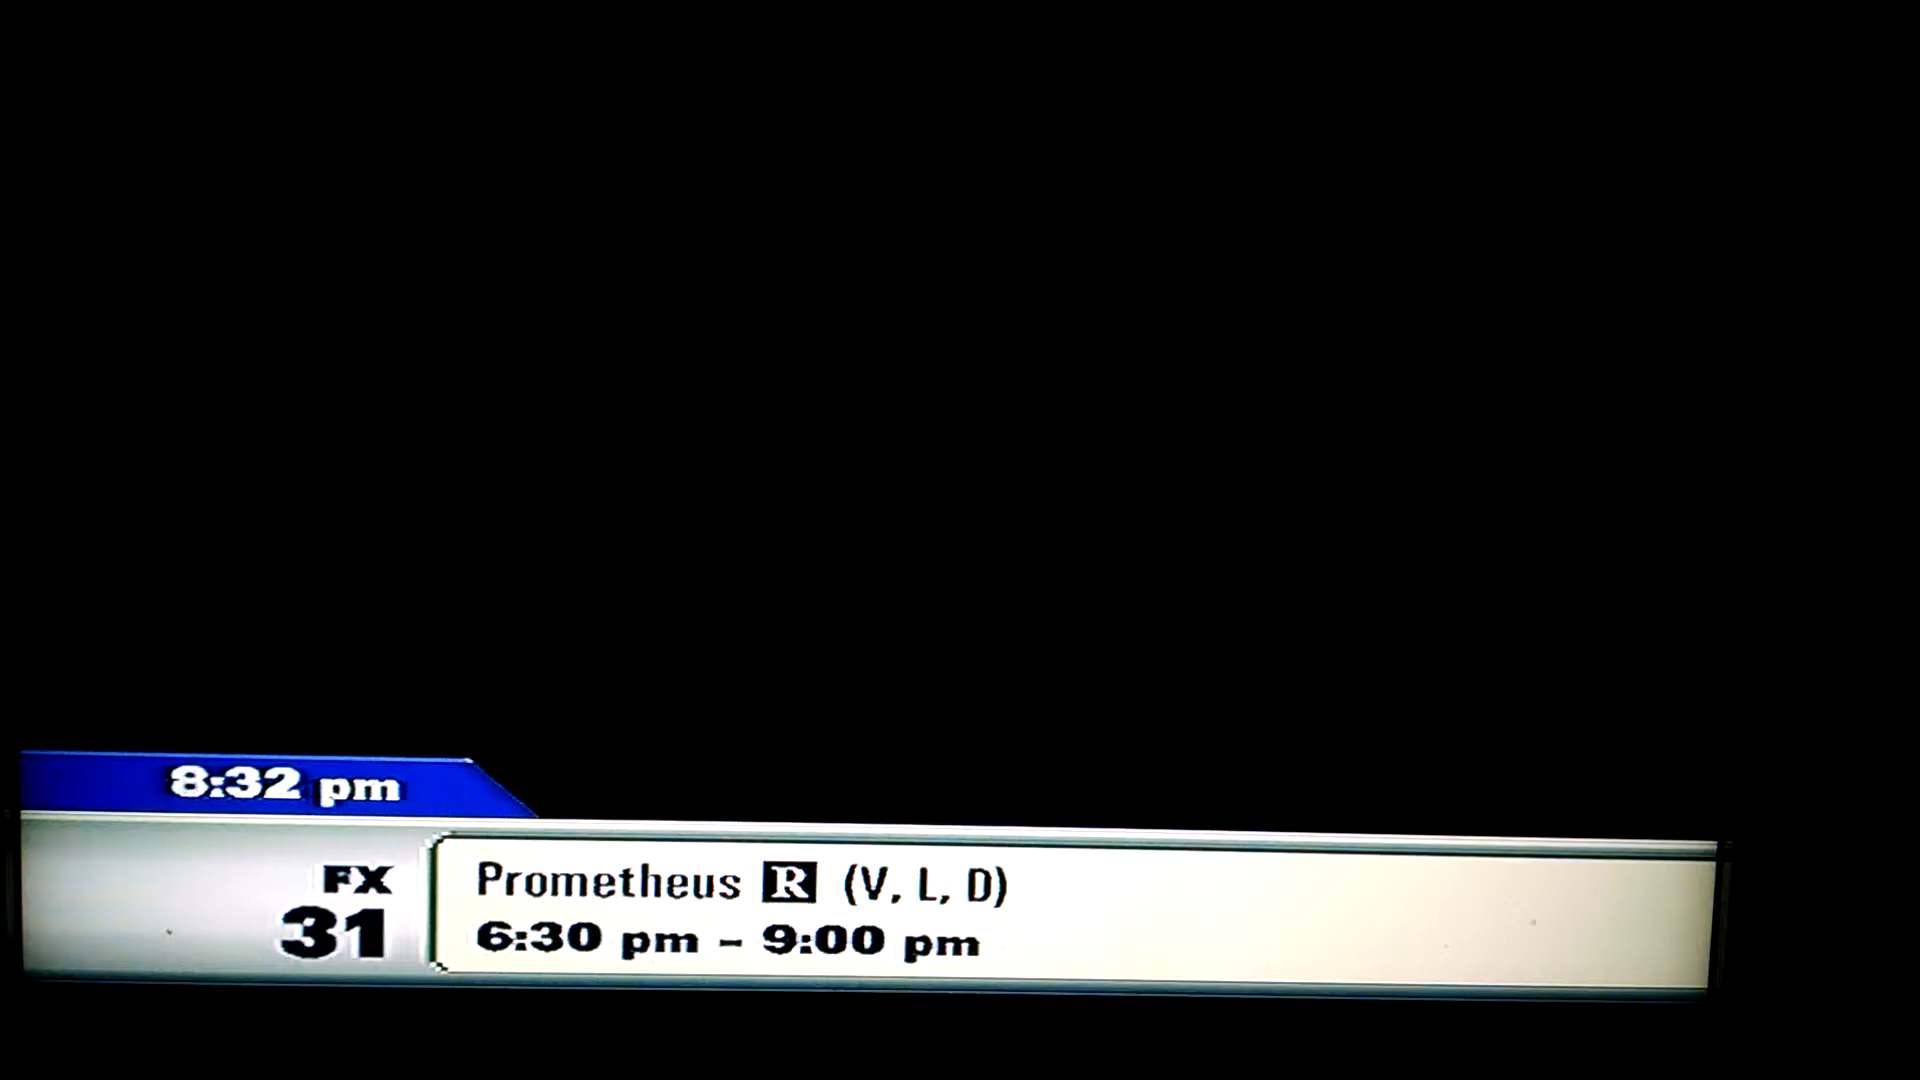 8:32 pm
FX
31
Prometheus R (V, L, D)
6:30 pm - 9:00 pm